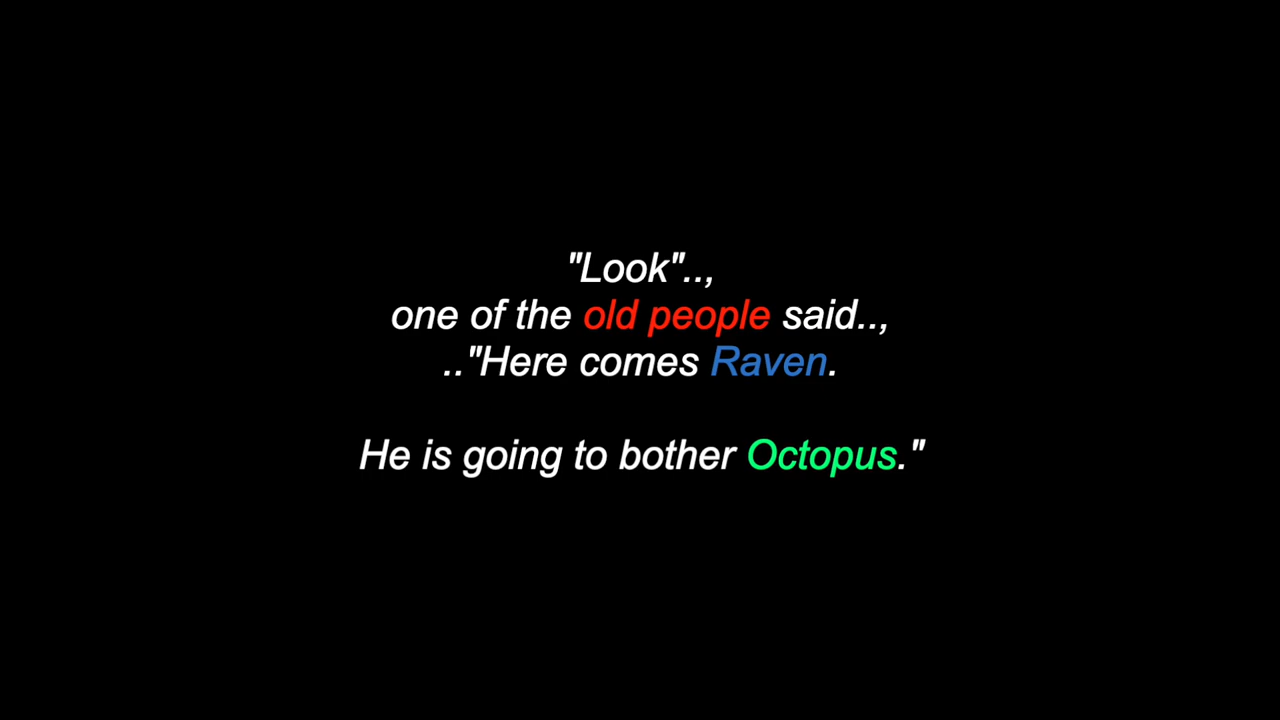 "Look"..,
one of the old people said..,
.."Here comes Raven.
He is going to bother Octopus."